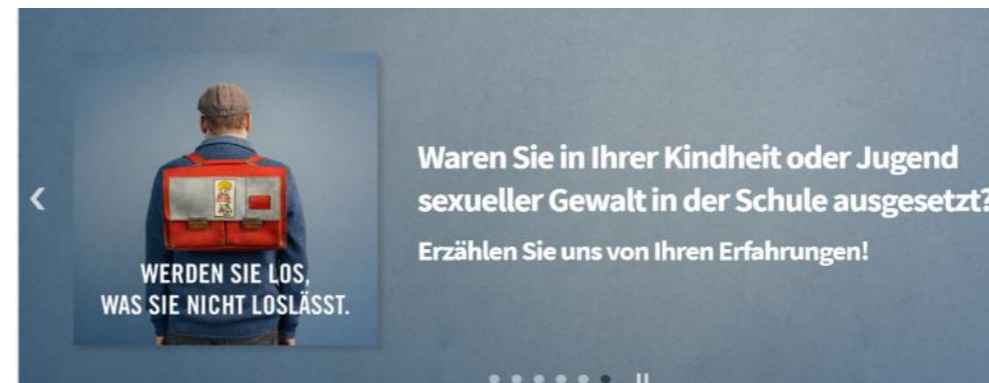 WERDEN SIE LOS,
WAS SIE NICHT LOSLÄSST.
Waren Sie in Ihrer Kindheit oder Jugend
sexueller Gewalt in der Schule ausgesetzt?
Erzählen Sie uns von Ihren Erfahrungen!